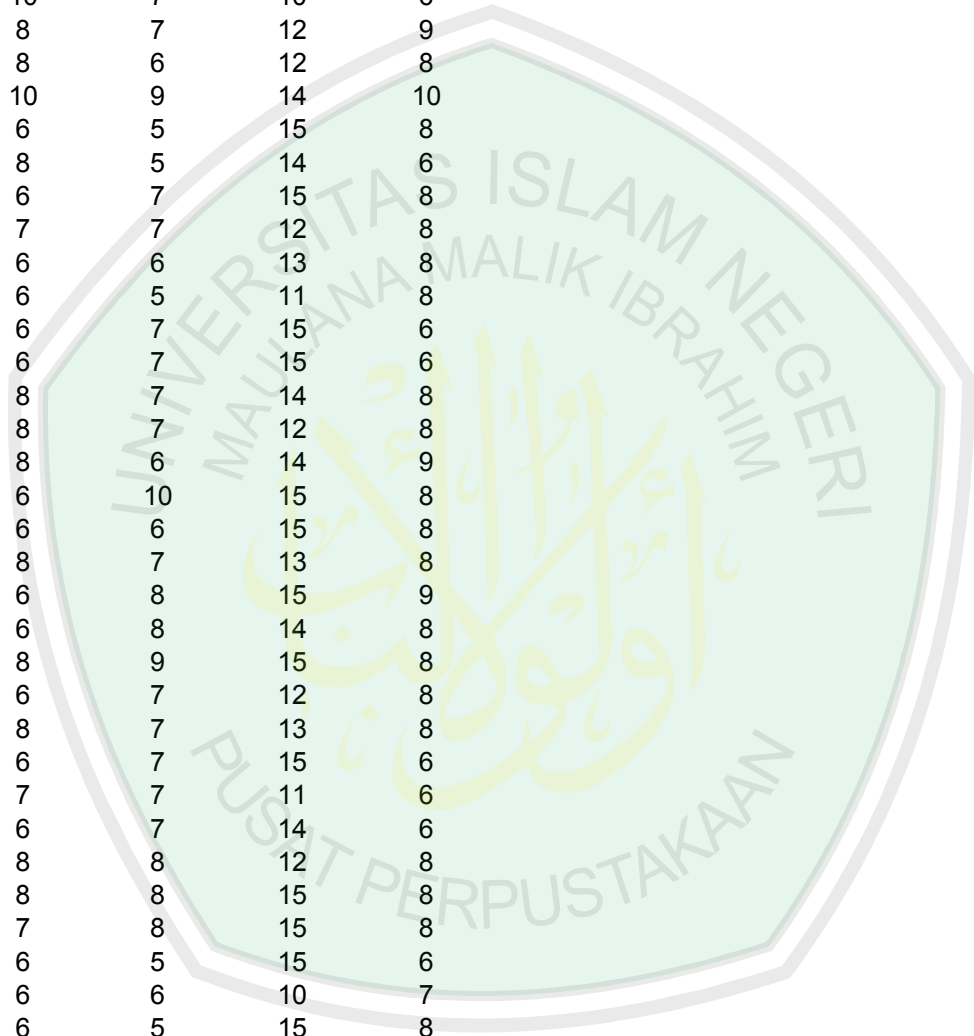 8 7 12 9
8 6 12 8
10 9 14 10
6 5 15 8
8 5 14 6
6 7 15 8
7 7 12 8
6 6 13 8
6 5 11 8
6 7 15 6
6 7 15 6
8 7 14 8
8 7 12 8
8 6 14 9
6 10 15 8
6 6 15 8
8 7 13 8
6 8 15 9
6 8 14 8
8 9 15 8
6 7 12 8
8 7 13 8
6 7 15 6
7 7 11 6
6 7 14 6
8 8 12 8
8 8 15 8
7 8 15 8
6 5 15 6
6 6 10 7
6 5 15 8
UNIVERSITAS ISLAM NEGERI
MAULANA MALIK IBRAHIM
PUSAT PERPUSTAKAAN